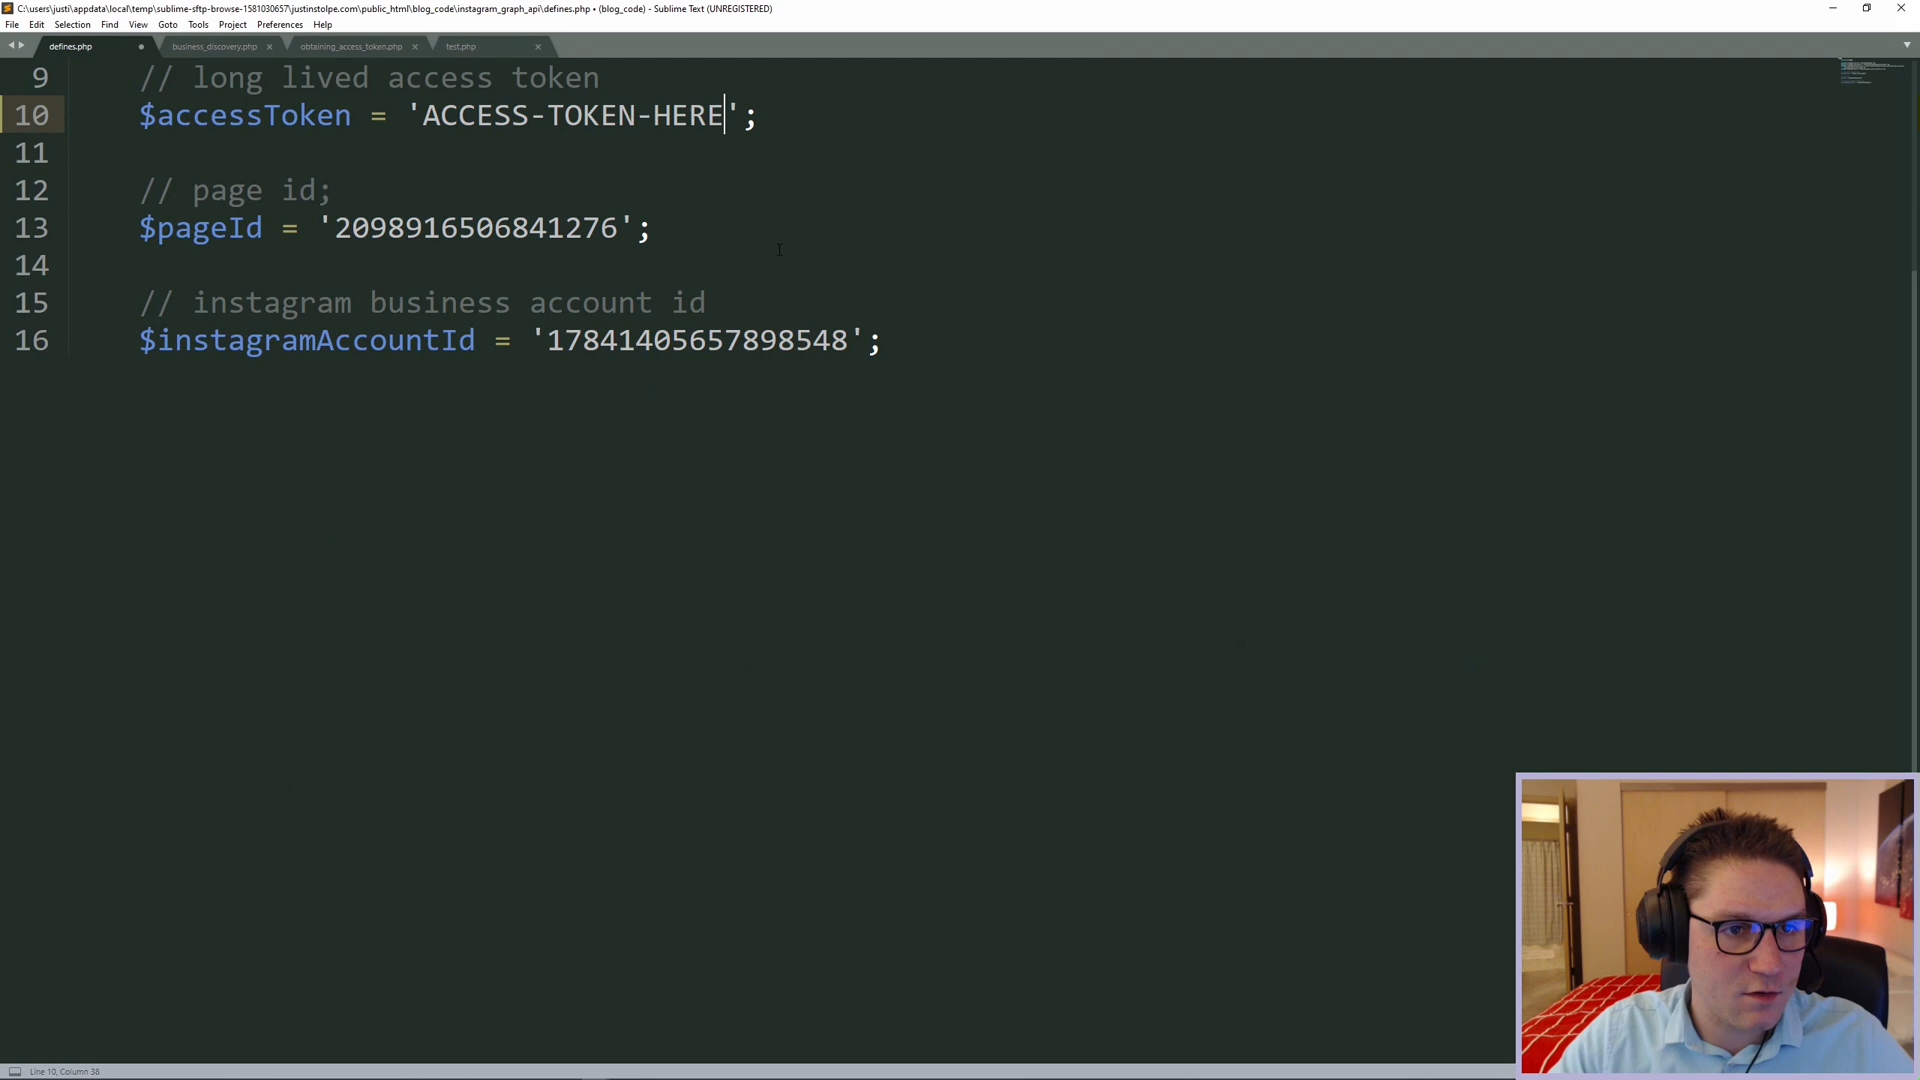 C:\users\justi\appdata\local\temp\sublime-sftp-browse-1581030657\justinstolpe.com\public_html\blog_code\instagram_graph_api\defines.php • (blog_code) - Sublime Text (UNREGISTERED)
File Edit Selection Find View Goto Tools Project Preferences Help
defines.php business_discovery.php obtaining_access_token.php test.php
9 // long lived access token
10 $accessToken = 'ACCESS-TOKEN-HERE';
11
12 // page id;
13 $pageId = '2098916506841276';
14
15 // instagram business account id
16 $instagramAccountId = '17841405657898548';
Line 10, Column 38